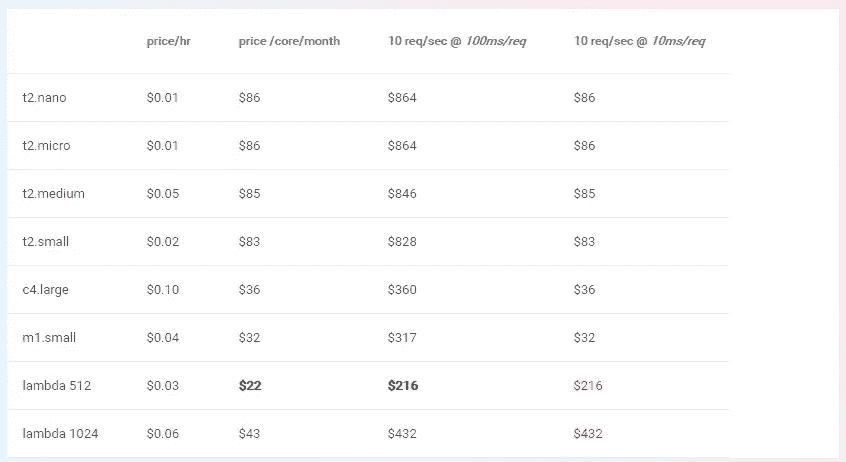 price/hr price /core/month 10 req/sec @ 100ms/req 10 req/sec @ 10ms/req
t2.nano $0.01 $86 $864 $86
t2.micro $0.01 $86 $864 $86
t2.medium $0.05 $85 $846 $85
t2.small $0.02 $83 $828 $83
c4.large $0.10 $36 $360 $36
m1.small $0.04 $32 $317 $32
lambda 512 $0.03 $22 $216 $216
lambda 1024 $0.06 $43 $432 $432